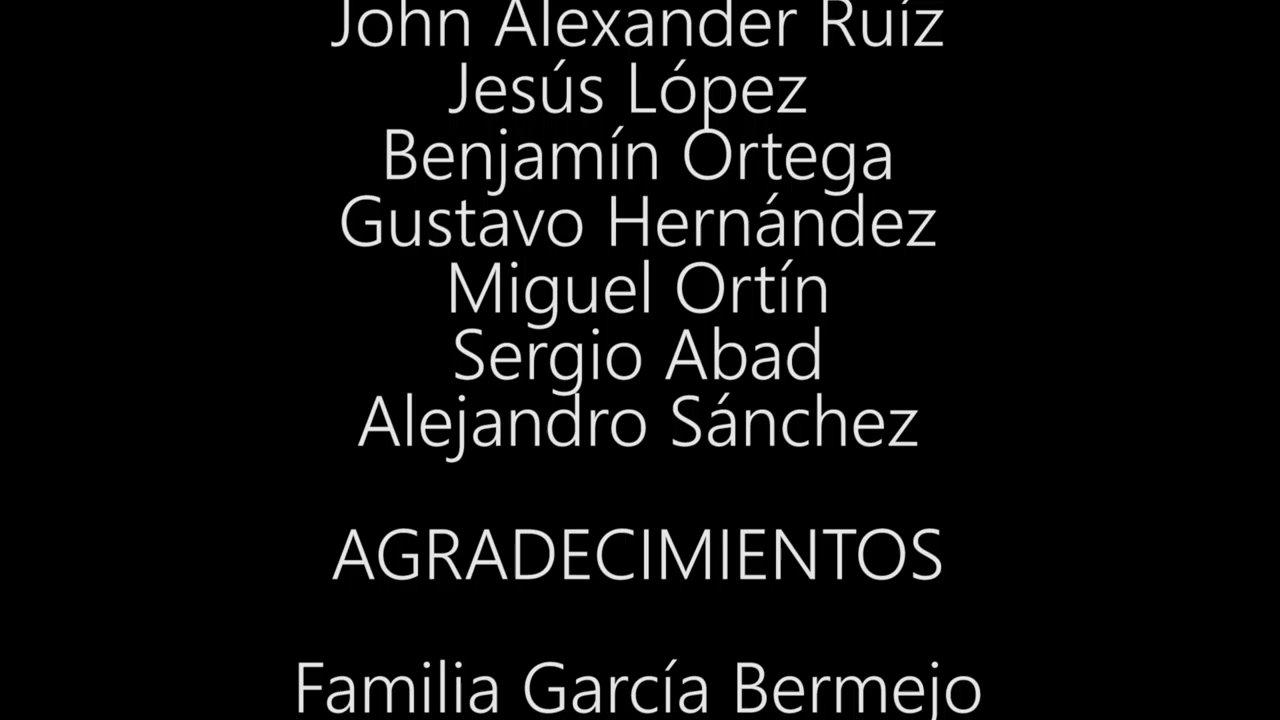 John Alexander Ruíz
Jesús López
Benjamín Ortega
Gustavo Hernández
Miguel Ortín
Sergio Abad
Alejandro Sánchez
AGRADECIMIENTOS
Familia García Bermejo